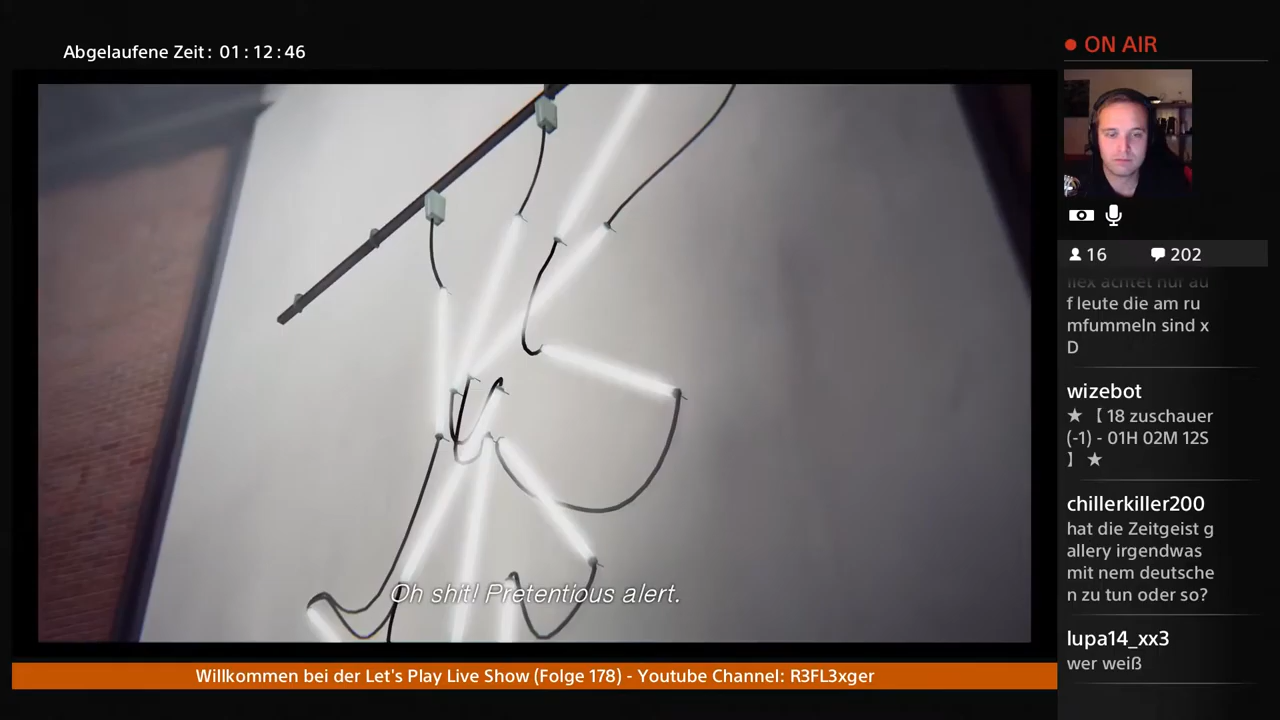 Abgelaufene Zeit: 01:12:46
ON AIR
16 202
f leute die am ru
mfummeln sind x
D
wizebot
★ 【 18 zuschauer
(-1) - 01H 02M 12S
】 ★
chillerkiller200
hat die Zeitgeist g
allery irgendwas
mit nem deutsche
n zu tun oder so?
lupa14_xx3
wer weiß
Oh shit! Pretentious alert.
Willkommen bei der Let's Play Live Show (Folge 178) - Youtube Channel: R3FL3xger